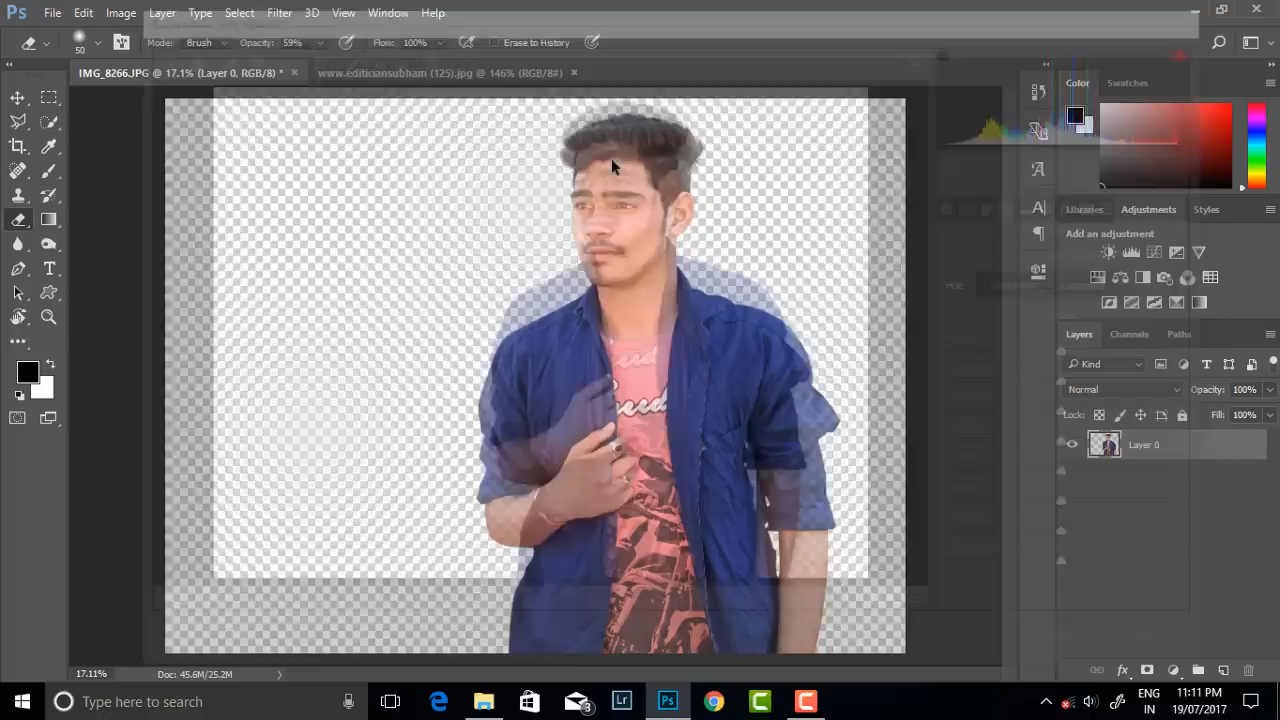 Ps File Edit Image Layer Type Select Filter 3D View Window Help
50 Mode: Brush Opacity: 59% Flow: 100% Erase to History
IMG_8266.JPG @ 17.1% (Layer 0, RGB/8) * × www.editiciansubham (125).jpg @ 146% (RGB/8#) ×
Color Swatches
Libraries Adjustments Styles
Add an adjustment
HUE
Layers Channels Paths
Kind
Normal Opacity: 100%
Lock: Fill: 100%
Layer 0
17.11% Doc: 45.6M/25.2M
Type here to search 3 Lr Ps ENG IN 11:11 PM 19/07/2017